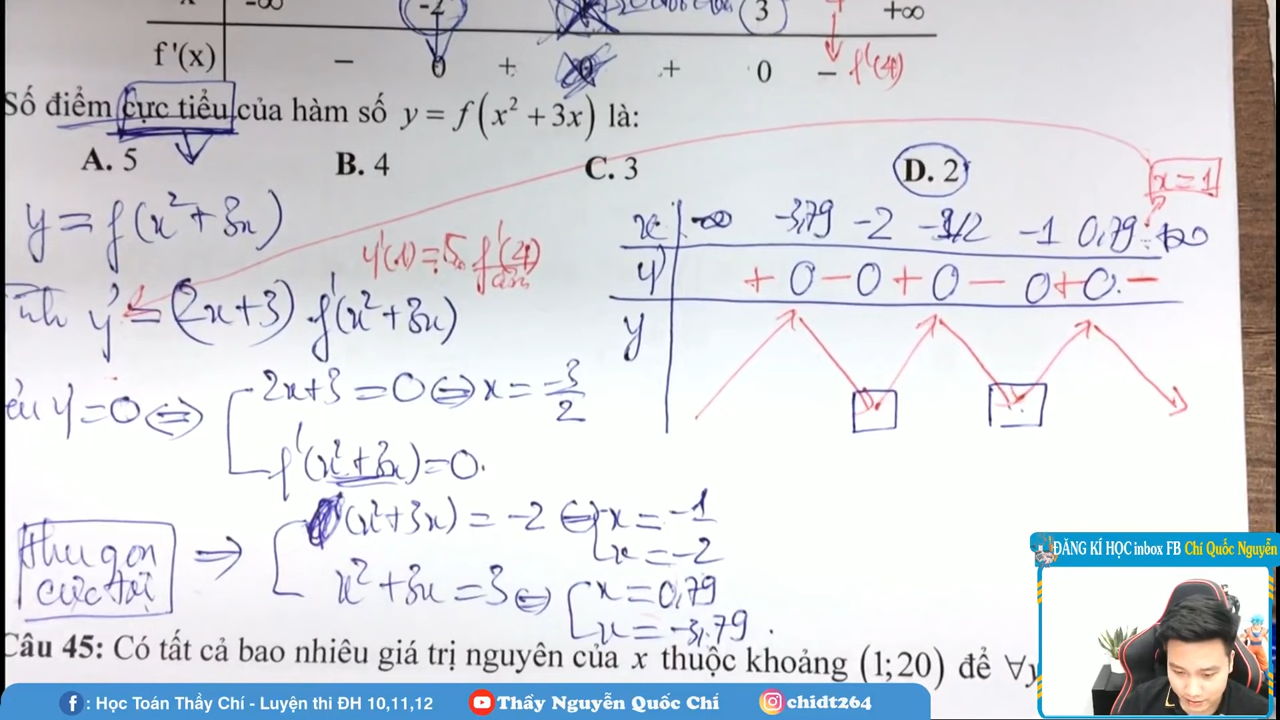 x -∞ -2 3 +∞
f'(x) − 0 + 0 + 0 − f'(4)
Số điểm cực tiểu của hàm số y = f(x² + 3x) là:
A. 5 B. 4 C. 3 D. 2
x = 1
y = f(x² + 3x)
y'(1) = 5. f'(4)
âm
Tính y' = (2x+3) . f'(x² + 3x)
y' = 0 ⇔
2x+3 = 0 ⇔ x = -3/2
f'(x² + 3x) = 0.
(x² + 3x) = -2 ⇔ x = -1
x = -2
x² + 3x = 3 ⇔ x = 0,79
x = -3,79.
thu gọn
cực trị
⇒
x -∞ -3,79 -2 -3/2 -1 0,79 +∞
y' + 0 − 0 + 0 − 0 + 0 −
y
Câu 45: Có tất cả bao nhiêu giá trị nguyên của x thuộc khoảng (1;20) để ∀y
ĐĂNG KÍ HỌC inbox FB Chí Quốc Nguyễn
f : Học Toán Thầy Chí - Luyện thi ĐH 10,11,12 Thầy Nguyễn Quốc Chí chidt264